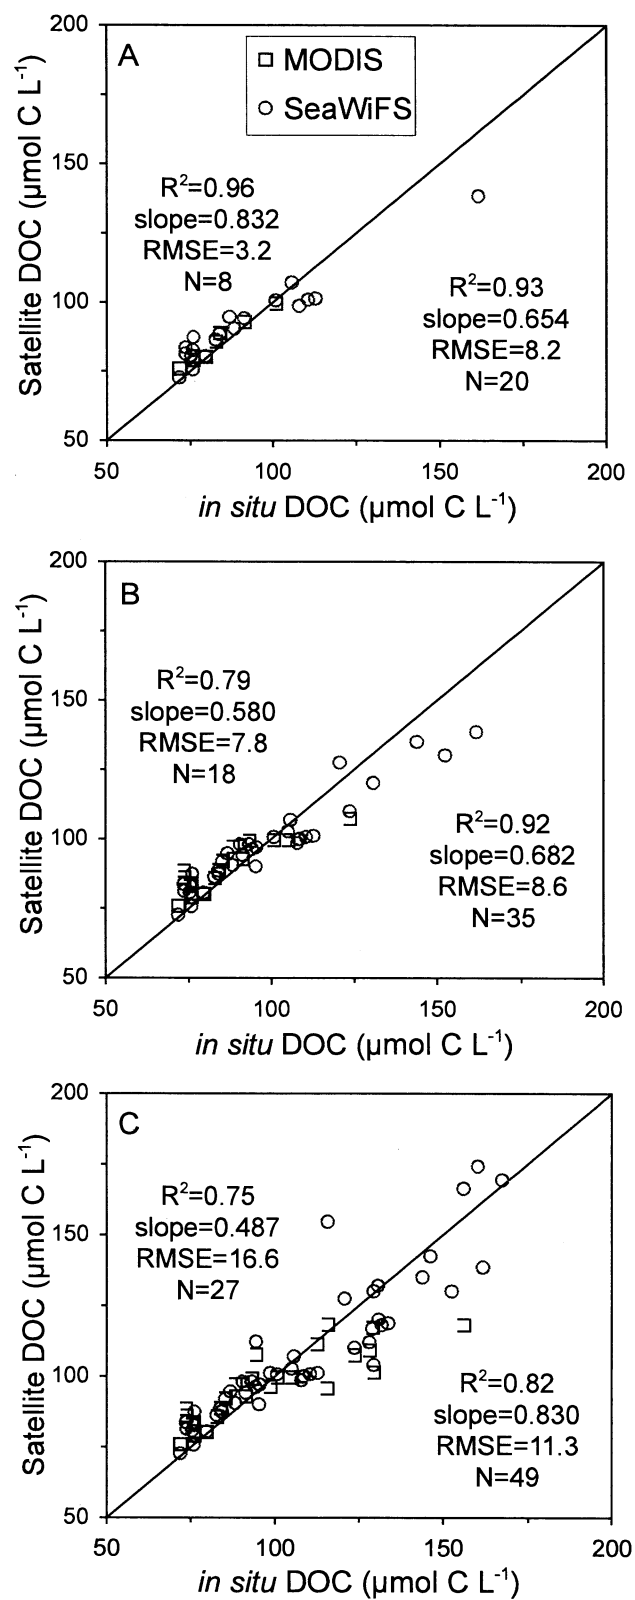 A
MODIS
SeaWiFS
R²=0.96
slope=0.832
RMSE=3.2
N=8
R²=0.93
slope=0.654
RMSE=8.2
N=20
Satellite DOC (µmol C L⁻¹)
200
150
100
50
50 100 150 200
in situ DOC (µmol C L⁻¹)
B
R²=0.79
slope=0.580
RMSE=7.8
N=18
R²=0.92
slope=0.682
RMSE=8.6
N=35
Satellite DOC (µmol C L⁻¹)
200
150
100
50
50 100 150 200
in situ DOC (µmol C L⁻¹)
C
R²=0.75
slope=0.487
RMSE=16.6
N=27
R²=0.82
slope=0.830
RMSE=11.3
N=49
Satellite DOC (µmol C L⁻¹)
200
150
100
50
50 100 150 200
in situ DOC (µmol C L⁻¹)